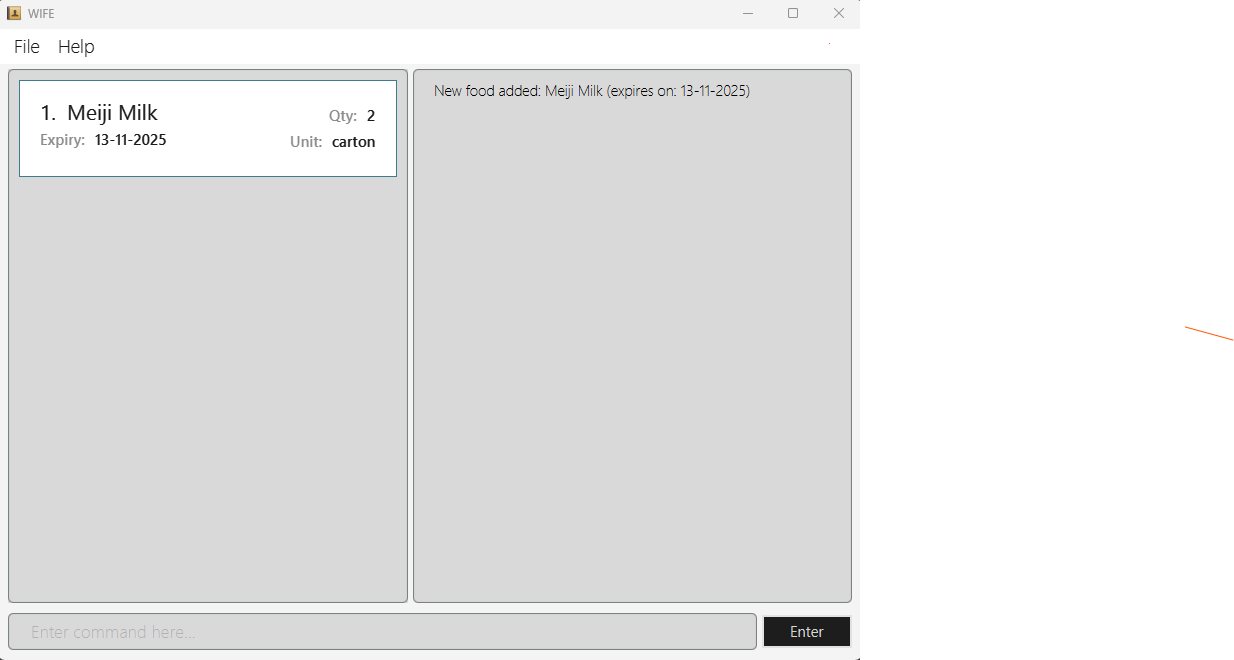 WIFE
File Help
1. Meiji Milk
Qty: 2
Expiry: 13-11-2025
Unit: carton
New food added: Meiji Milk (expires on: 13-11-2025)
Enter command here...
Enter